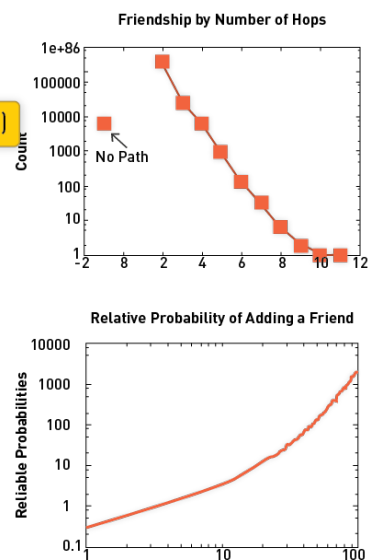 Friendship by Number of Hops
1e+86
100000
10000
1000
100
10
1
)
Count
No Path
-2 8 2 4 6 8 10 12
Relative Probability of Adding a Friend
10000
1000
100
10
1
0.1
Reliable Probabilities
1 10 100